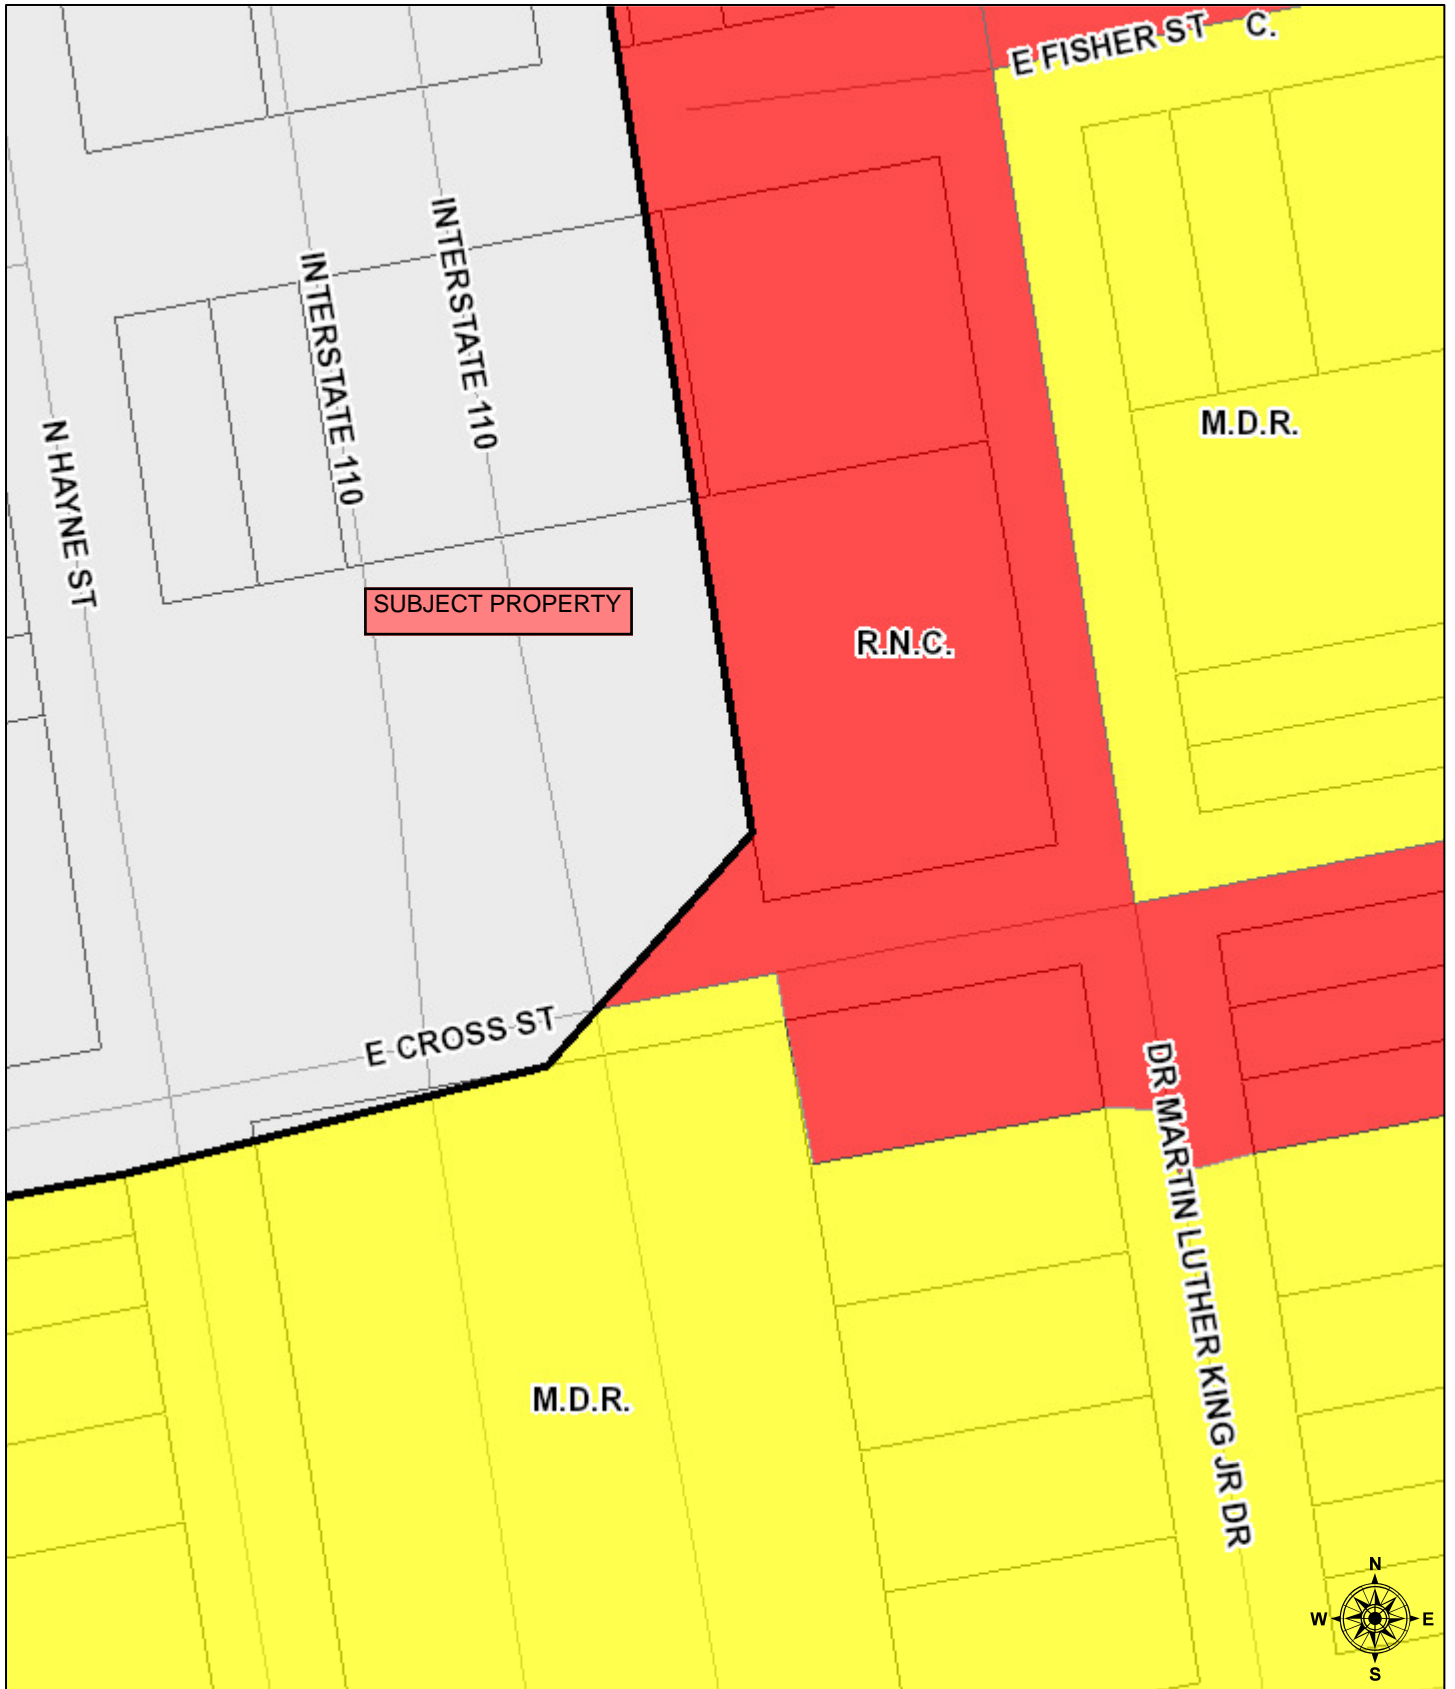 E FISHER ST
C.
INTERSTATE 110
INTERSTATE 110
M.D.R.
N HAYNE ST
SUBJECT PROPERTY
R.N.C.
E CROSS ST
DR MARTIN LUTHER KING JR DR
M.D.R.
N
W
E
S